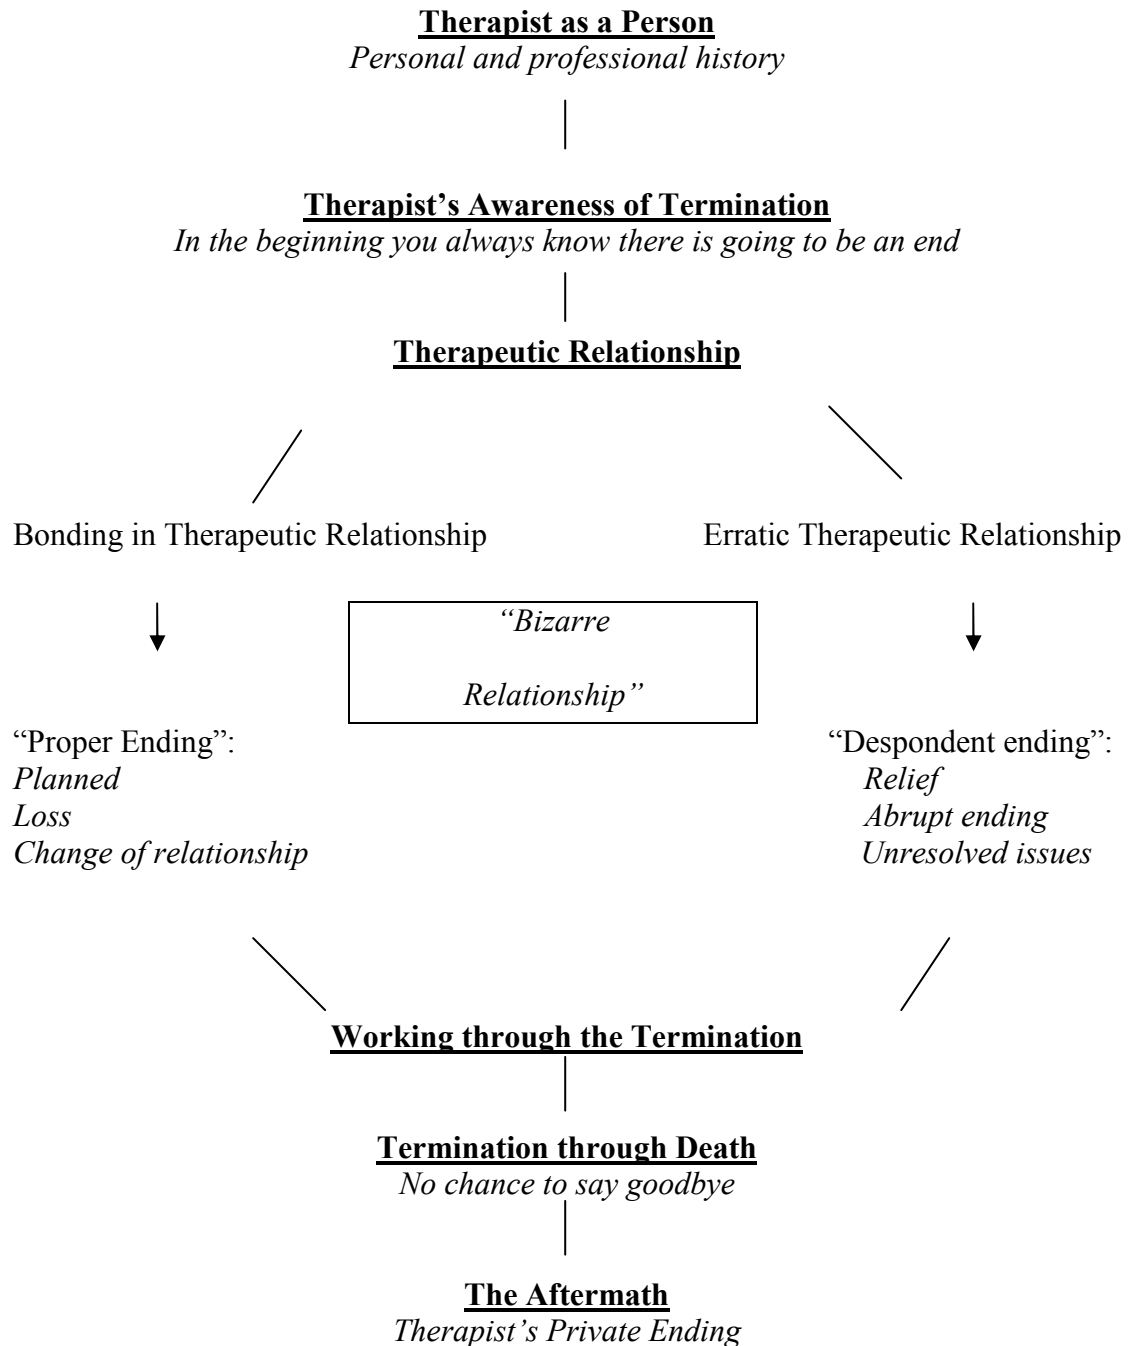 Therapist as a Person
Personal and professional history
Therapist’s Awareness of Termination
In the beginning you always know there is going to be an end
Therapeutic Relationship
Bonding in Therapeutic Relationship
Erratic Therapeutic Relationship
“Bizarre
Relationship”
“Proper Ending”:
Planned
Loss
Change of relationship
“Despondent ending”:
Relief
Abrupt ending
Unresolved issues
Working through the Termination
Termination through Death
No chance to say goodbye
The Aftermath
Therapist’s Private Ending